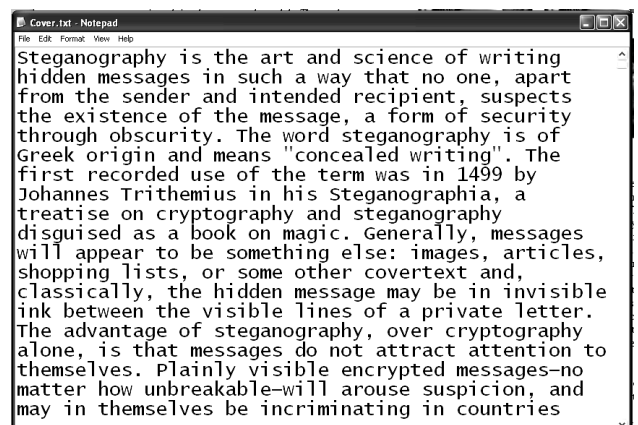 Cover.txt - Notepad
File Edit Format View Help
Steganography is the art and science of writing
hidden messages in such a way that no one, apart
from the sender and intended recipient, suspects
the existence of the message, a form of security
through obscurity. The word steganography is of
Greek origin and means "concealed writing". The
first recorded use of the term was in 1499 by
Johannes Trithemius in his Steganographia, a
treatise on cryptography and steganography
disguised as a book on magic. Generally, messages
will appear to be something else: images, articles,
shopping lists, or some other covertext and,
classically, the hidden message may be in invisible
ink between the visible lines of a private letter.
The advantage of steganography, over cryptography
alone, is that messages do not attract attention to
themselves. Plainly visible encrypted messages—no
matter how unbreakable—will arouse suspicion, and
may in themselves be incriminating in countries